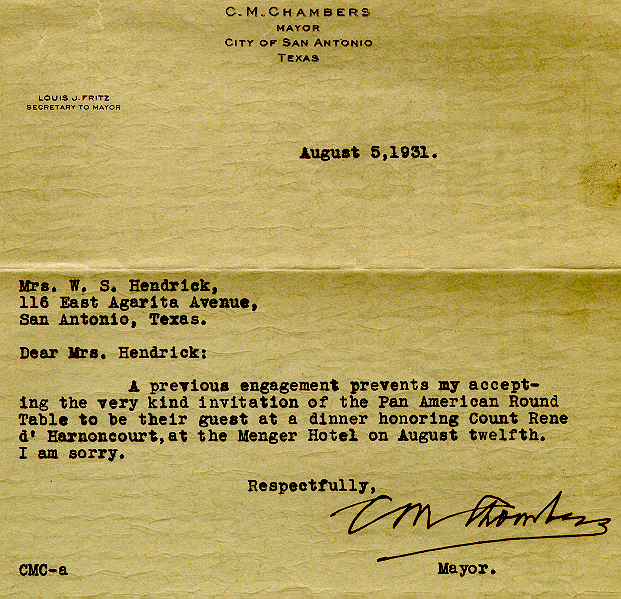 C. M. CHAMBERS
MAYOR
CITY OF SAN ANTONIO
TEXAS
LOUIS J. FRITZ
SECRETARY TO MAYOR
August 5,1931.
Mrs. W. S. Hendrick,
116 East Agarita Avenue,
San Antonio, Texas.
Dear Mrs. Hendrick:
A previous engagement prevents my accept-
ing the very kind invitation of the Pan American Round
Table to be their guest at a dinner honoring Count Rene
d' Harnoncourt, at the Menger Hotel on August twelfth.
I am sorry.
Respectfully,
C M Chambers
CMC-a Mayor.